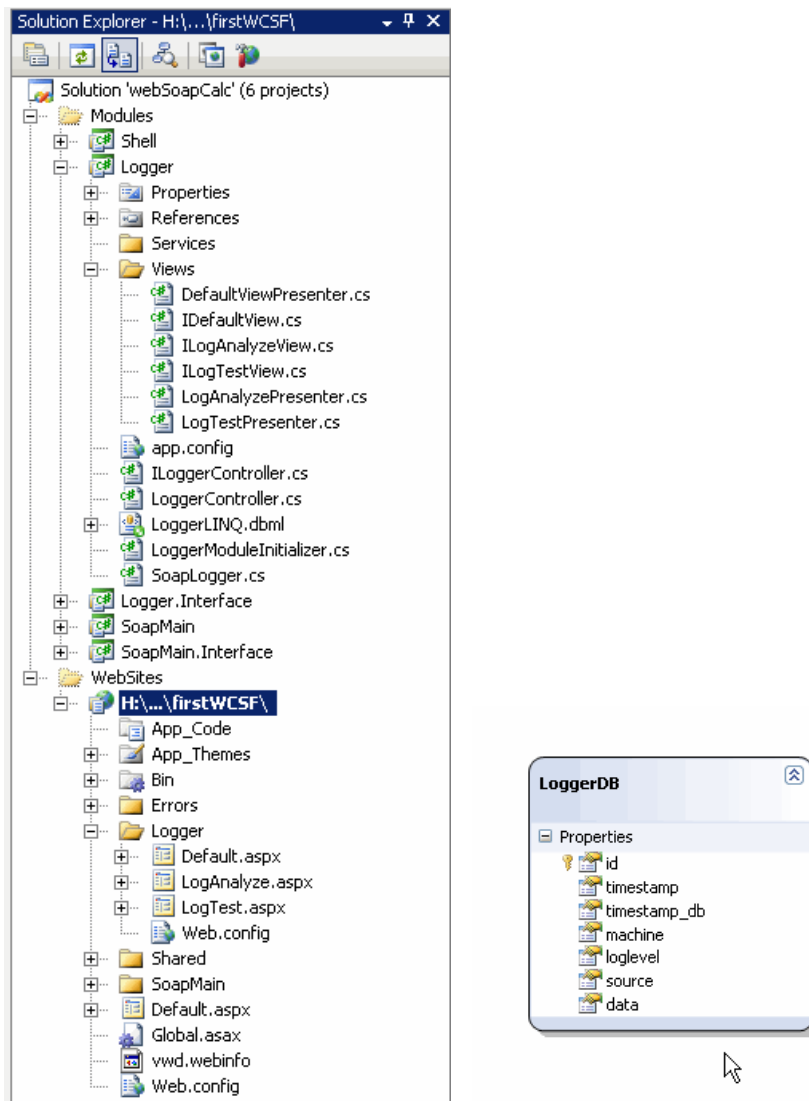 Solution Explorer - H:\...\firstWCSF\
Solution 'webSoapCalc' (6 projects)
Modules
Shell
Logger
Properties
References
Services
Views
DefaultViewPresenter.cs
IDefaultView.cs
ILogAnalyzeView.cs
ILogTestView.cs
LogAnalyzePresenter.cs
LogTestPresenter.cs
app.config
ILoggerController.cs
LoggerController.cs
LoggerLINQ.dbml
LoggerModuleInitializer.cs
SoapLogger.cs
Logger.Interface
SoapMain
SoapMain.Interface
WebSites
H:\...\firstWCSF\
App_Code
App_Themes
Bin
Errors
Logger
Default.aspx
LogAnalyze.aspx
LogTest.aspx
Web.config
Shared
SoapMain
Default.aspx
Global.asax
vwd.webinfo
Web.config
LoggerDB
Properties
id
timestamp
timestamp_db
machine
loglevel
source
data